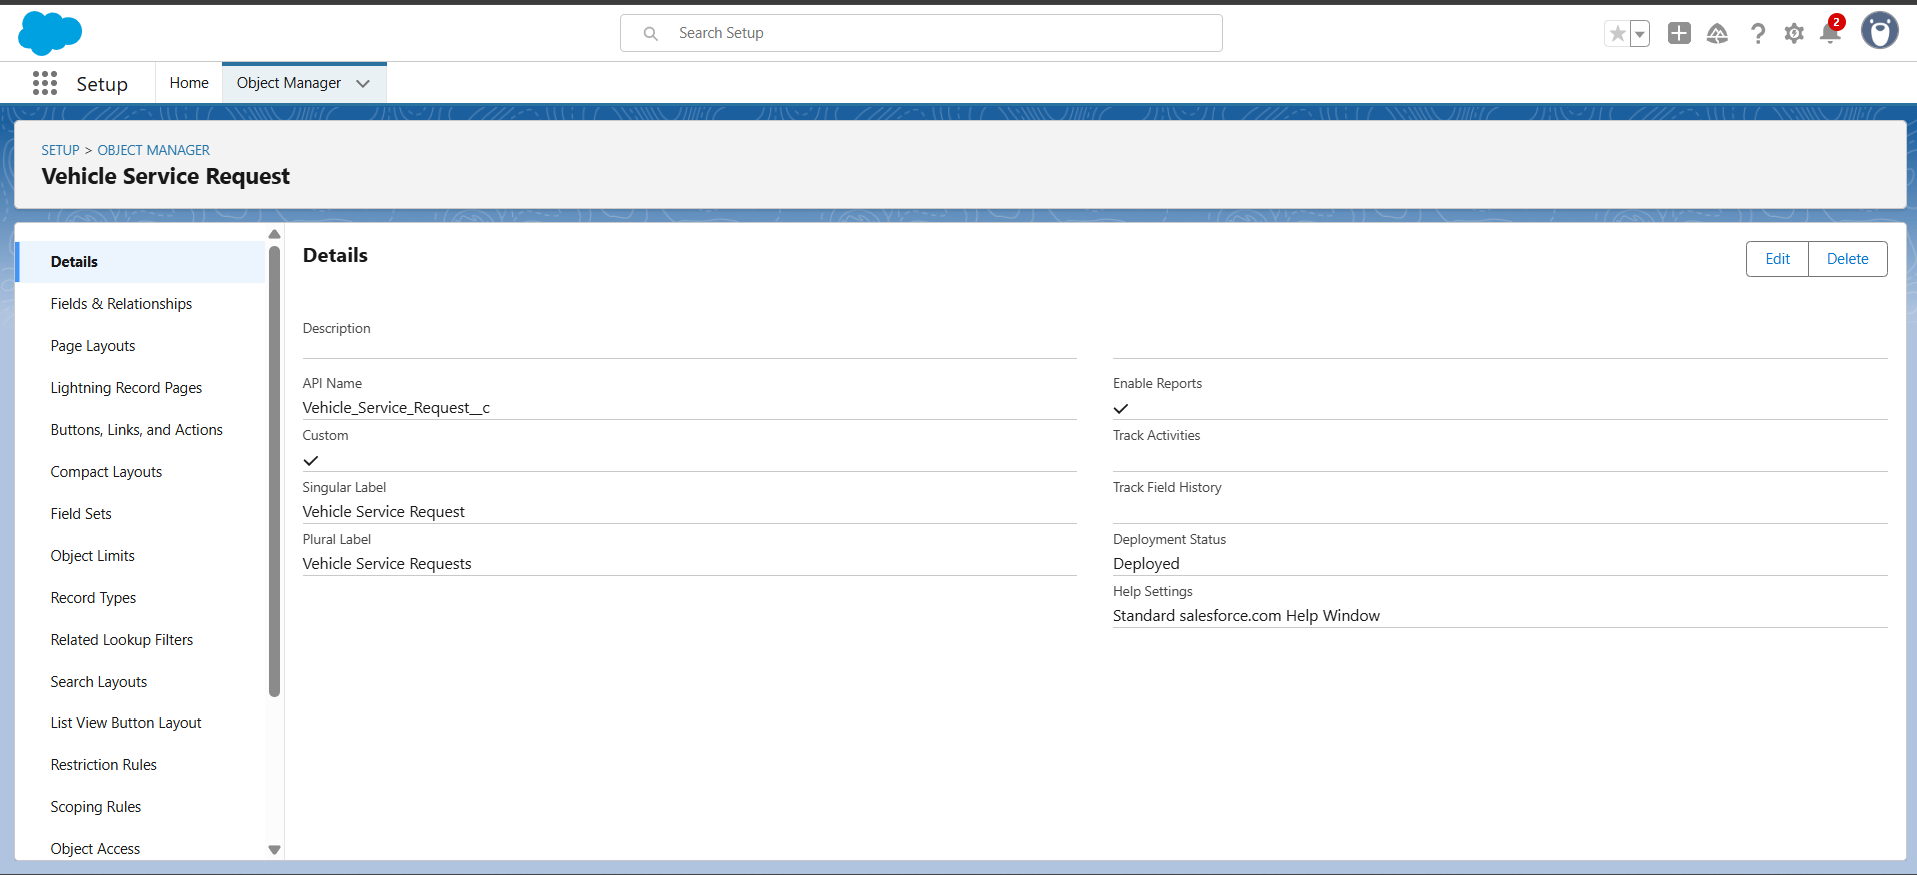 Search Setup
2
Setup
Home
Object Manager
SETUP > OBJECT MANAGER
Vehicle Service Request
Details
Fields & Relationships
Page Layouts
Lightning Record Pages
Buttons, Links, and Actions
Compact Layouts
Field Sets
Object Limits
Record Types
Related Lookup Filters
Search Layouts
List View Button Layout
Restriction Rules
Scoping Rules
Object Access
Details
Edit
Delete
Description
API Name
Vehicle_Service_Request__c
Custom
Singular Label
Vehicle Service Request
Plural Label
Vehicle Service Requests
Enable Reports
Track Activities
Track Field History
Deployment Status
Deployed
Help Settings
Standard salesforce.com Help Window